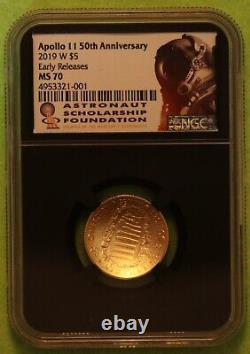 Apollo 11 50th Anniversary
2019 W $5
Early Releases
MS 70
4953321-001
ASTRONAUT
SCHOLARSHIP
FOUNDATION
NGC